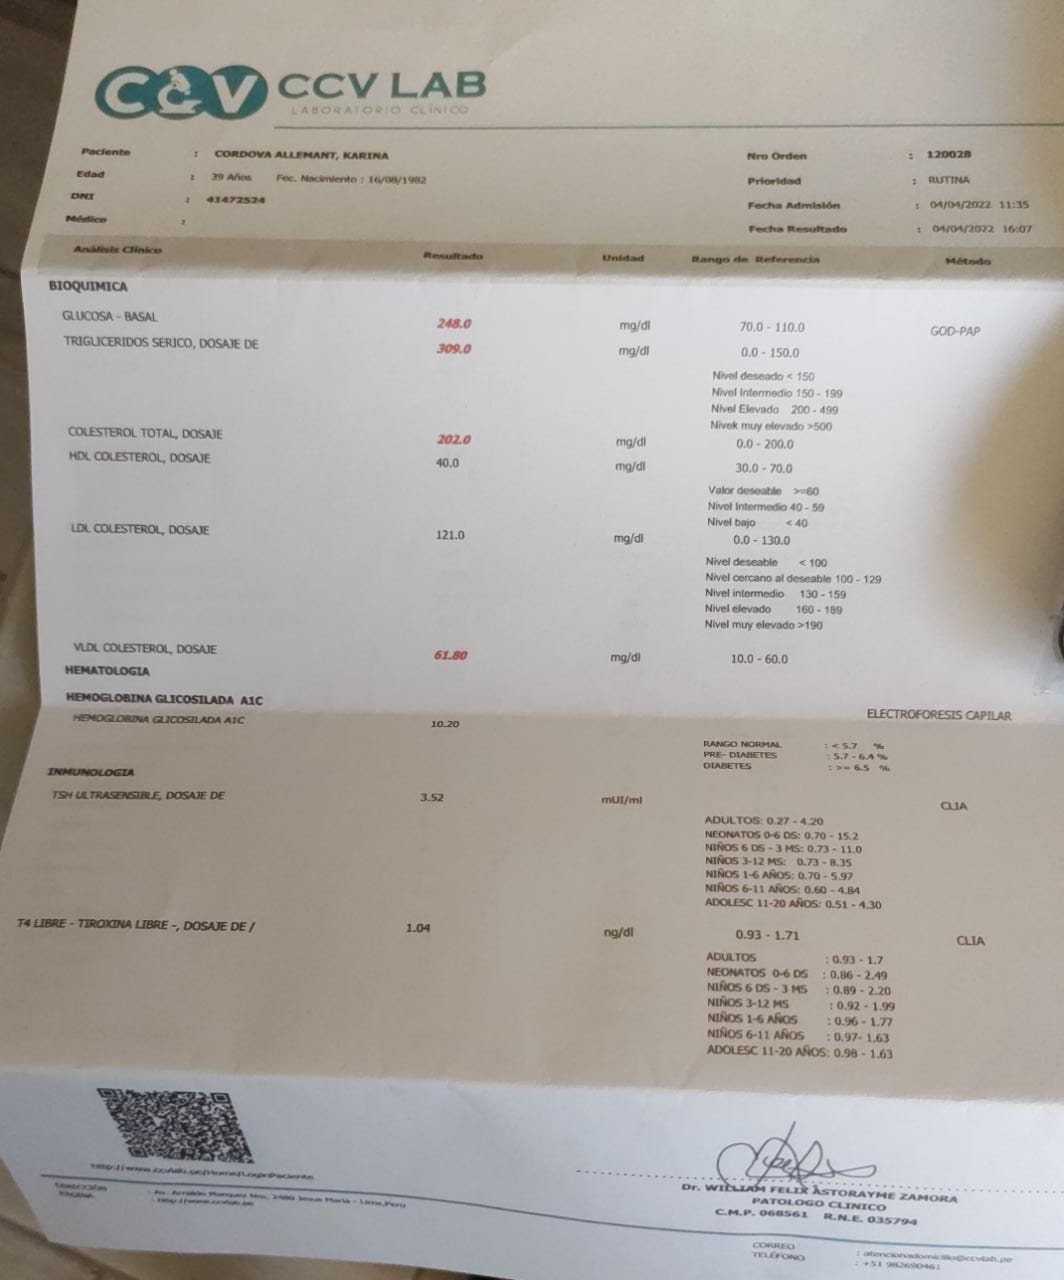 CCV CCV LAB
LABORATORIO CLÍNICO
Paciente : CORDOVA ALLEMANT, KARINA Nro Orden : 120028
Edad : 39 Años Fec. Nacimiento : 16/08/1982 Prioridad : RUTINA
DNI : 41472524 Fecha Admisión : 04/04/2022 11:35
Médico : Fecha Resultado : 04/04/2022 16:07
Análisis Clínico Resultado Unidad Rango de Referencia Método
BIOQUIMICA
GLUCOSA - BASAL 248.0 mg/dl 70.0 - 110.0 GOD-PAP
TRIGLICERIDOS SERICO, DOSAJE DE 309.0 mg/dl 0.0 - 150.0
Nivel deseado < 150
Nivel Intermedio 150 - 199
Nivel Elevado 200 - 499
Nivek muy elevado >500
COLESTEROL TOTAL, DOSAJE 202.0 mg/dl 0.0 - 200.0
HDL COLESTEROL, DOSAJE 40.0 mg/dl 30.0 - 70.0
Valor deseable >=60
Nivel Intermedio 40 - 59
Nivel bajo < 40
LDL COLESTEROL, DOSAJE 121.0 mg/dl 0.0 - 130.0
Nivel deseable < 100
Nivel cercano al deseable 100 - 129
Nivel intermedio 130 - 159
Nivel elevado 160 - 189
Nivel muy elevado >190
VLDL COLESTEROL, DOSAJE 61.80 mg/dl 10.0 - 60.0
HEMATOLOGIA
HEMOGLOBINA GLICOSILADA A1C
HEMOGLOBINA GLICOSILADA A1C 10.20 ELECTROFORESIS CAPILAR
RANGO NORMAL : < 5.7 %
PRE- DIABETES : 5.7 - 6.4 %
DIABETES : >= 6.5 %
INMUNOLOGIA
TSH ULTRASENSIBLE, DOSAJE DE 3.52 mUI/ml CLIA
ADULTOS: 0.27 - 4.20
NEONATOS 0-6 DS: 0.70 - 15.2
NIÑOS 6 DS - 3 MS: 0.73 - 11.0
NIÑOS 3-12 MS: 0.73 - 8.35
NIÑOS 1-6 AÑOS: 0.70 - 5.97
NIÑOS 6-11 AÑOS: 0.60 - 4.84
ADOLESC 11-20 AÑOS: 0.51 - 4.30
T4 LIBRE - TIROXINA LIBRE -, DOSAJE DE / 1.04 ng/dl 0.93 - 1.71 CLIA
ADULTOS : 0.93 - 1.7
NEONATOS 0-6 DS : 0.86 - 2.49
NIÑOS 6 DS - 3 MS : 0.89 - 2.20
NIÑOS 3-12 MS : 0.92 - 1.99
NIÑOS 1-6 AÑOS : 0.96 - 1.77
NIÑOS 6-11 AÑOS : 0.97- 1.63
ADOLESC 11-20 AÑOS: 0.98 - 1.63
Dr. WILLIAM FELIX ASTORAYME ZAMORA
PATOLOGO CLINICO
C.M.P. 068561 R.N.E. 035794
DIRECCIÓN : Av. Arnaldo Marquez Nro. 2480 Jesus Maria - Lima,Perú
CORREO : atencionadomicilio@ccvlab.pe
TELÉFONO : +51 982690461